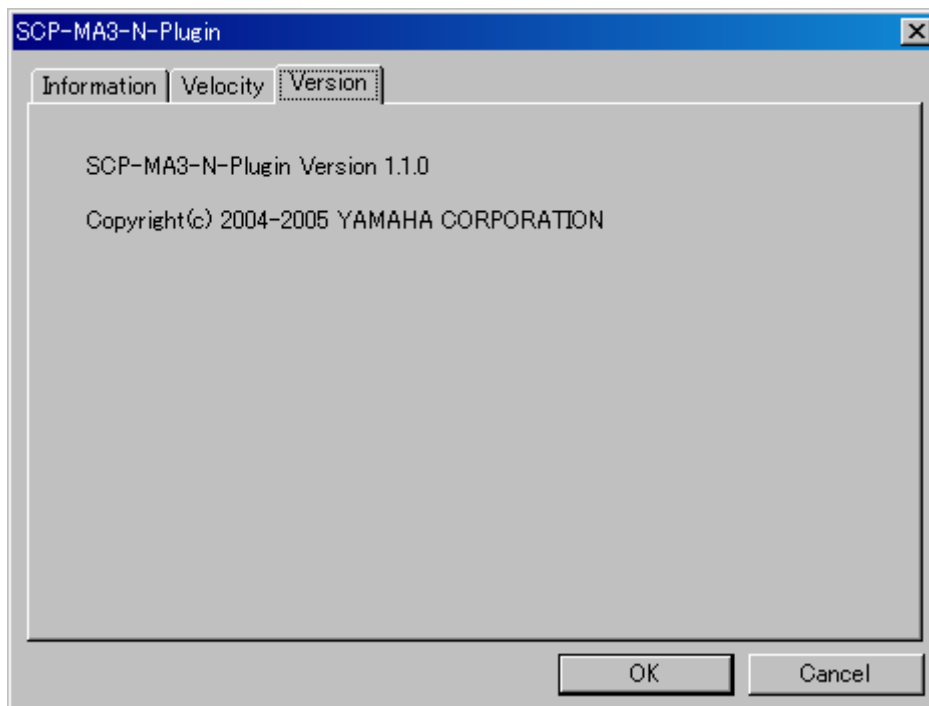 SCP-MA3-N-Plugin
Information Velocity Version
SCP-MA3-N-Plugin Version 1.1.0
Copyright(c) 2004-2005 YAMAHA CORPORATION
OK Cancel